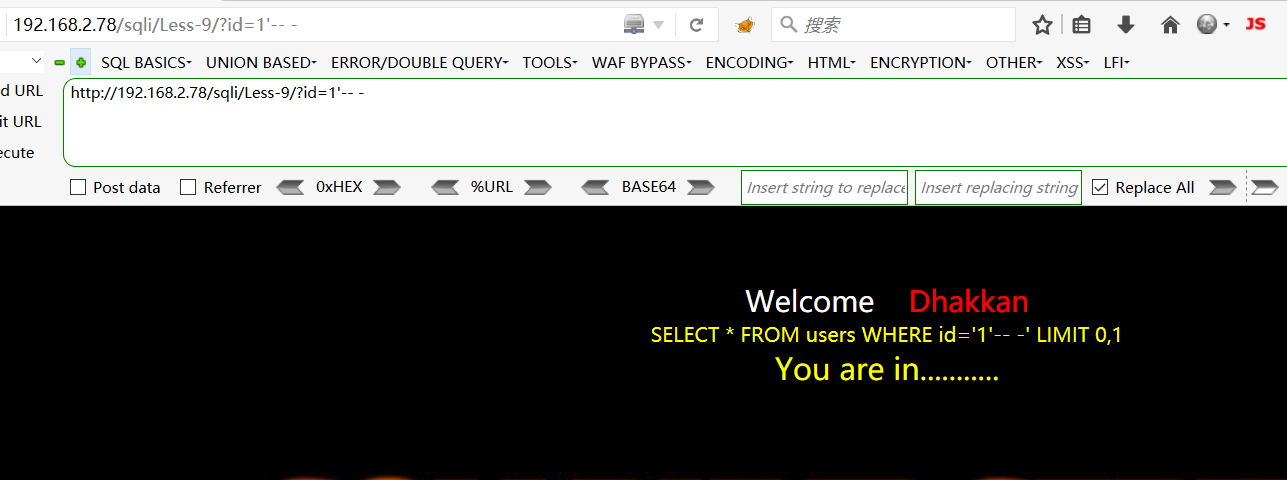 192.168.2.78/sqli/Less-9/?id=1'-- -
搜索
JS
SQL BASICS
UNION BASED
ERROR/DOUBLE QUERY
TOOLS
WAF BYPASS
ENCODING
HTML
ENCRYPTION
OTHER
XSS
LFI
d URL
http://192.168.2.78/sqli/Less-9/?id=1'-- -
it URL
ecute
Post data
Referrer
0xHEX
%URL
BASE64
Insert string to replace
Insert replacing string
Replace All
Welcome Dhakkan
SELECT * FROM users WHERE id='1'-- -' LIMIT 0,1
You are in...........